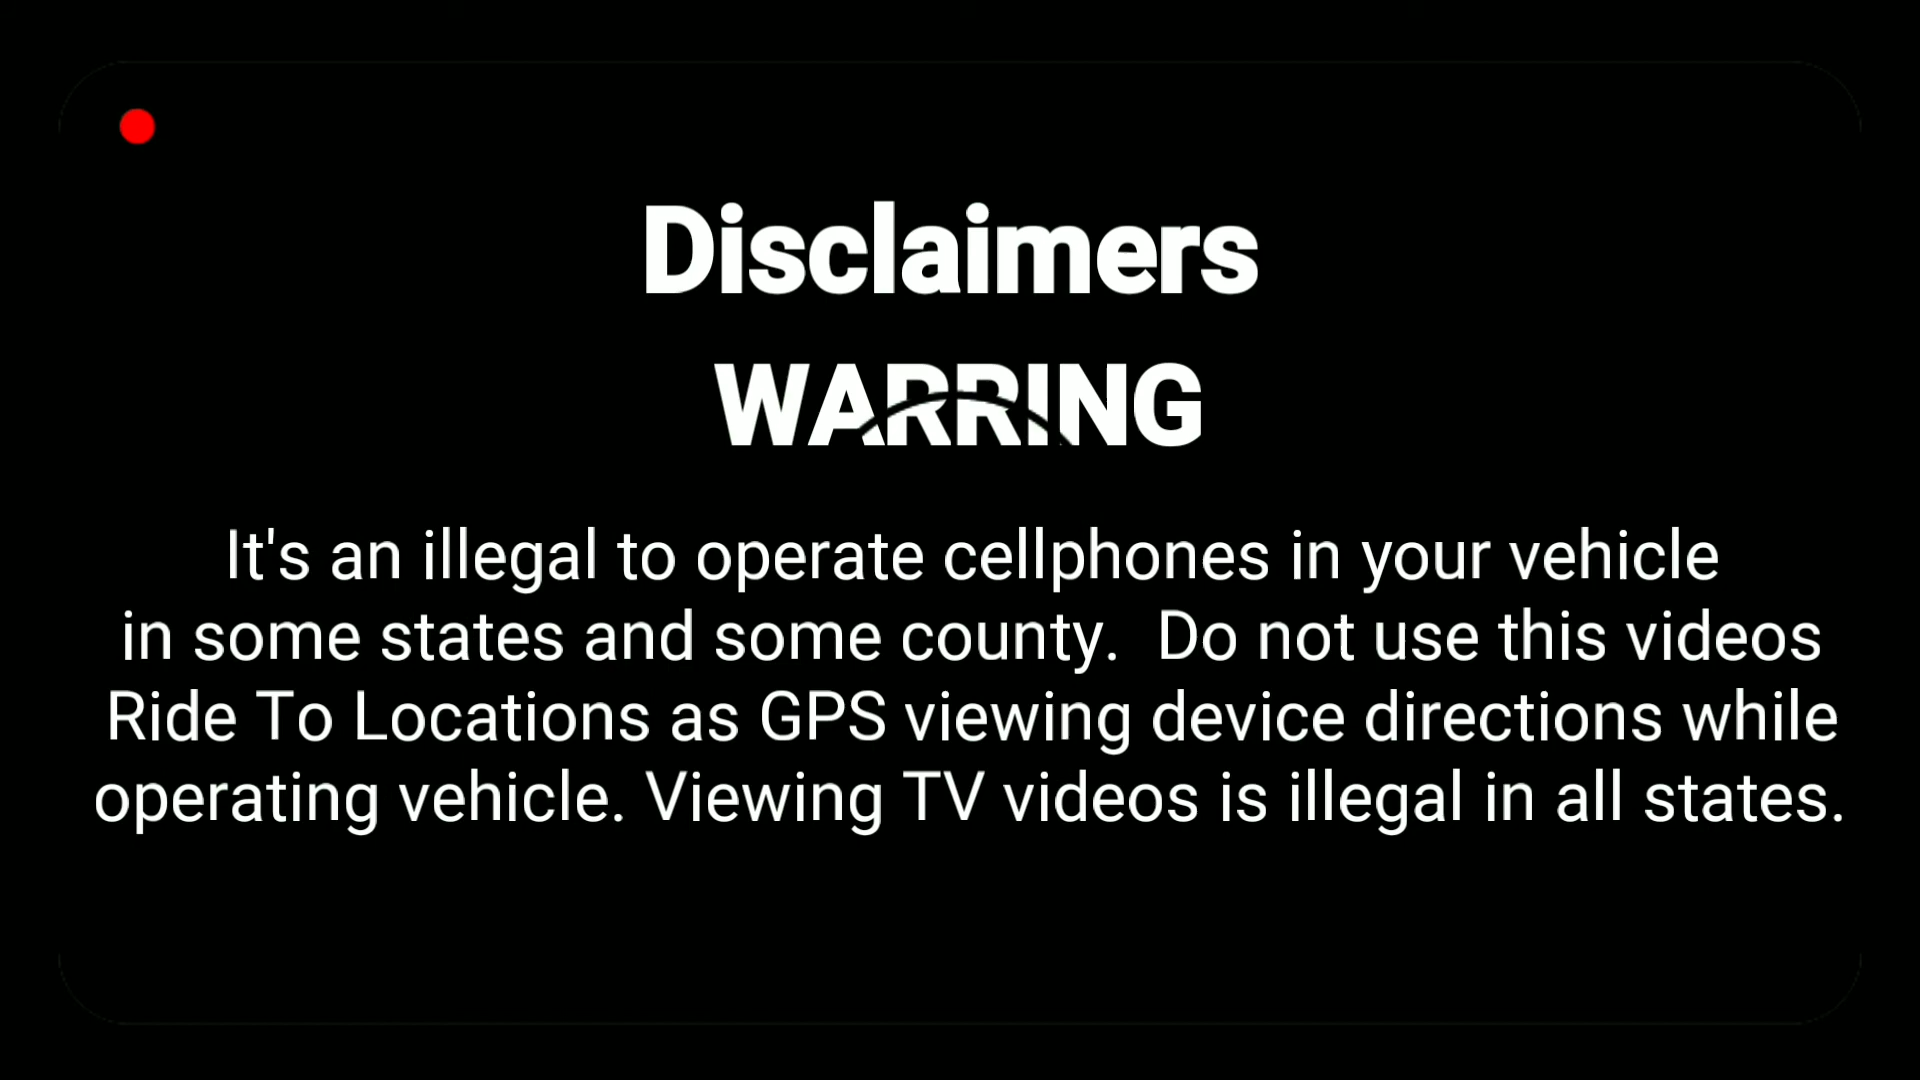 Disclaimers
WARRING
It's an illegal to operate cellphones in your vehicle
in some states and some county.  Do not use this videos
Ride To Locations as GPS viewing device directions while
operating vehicle. Viewing TV videos is illegal in all states.